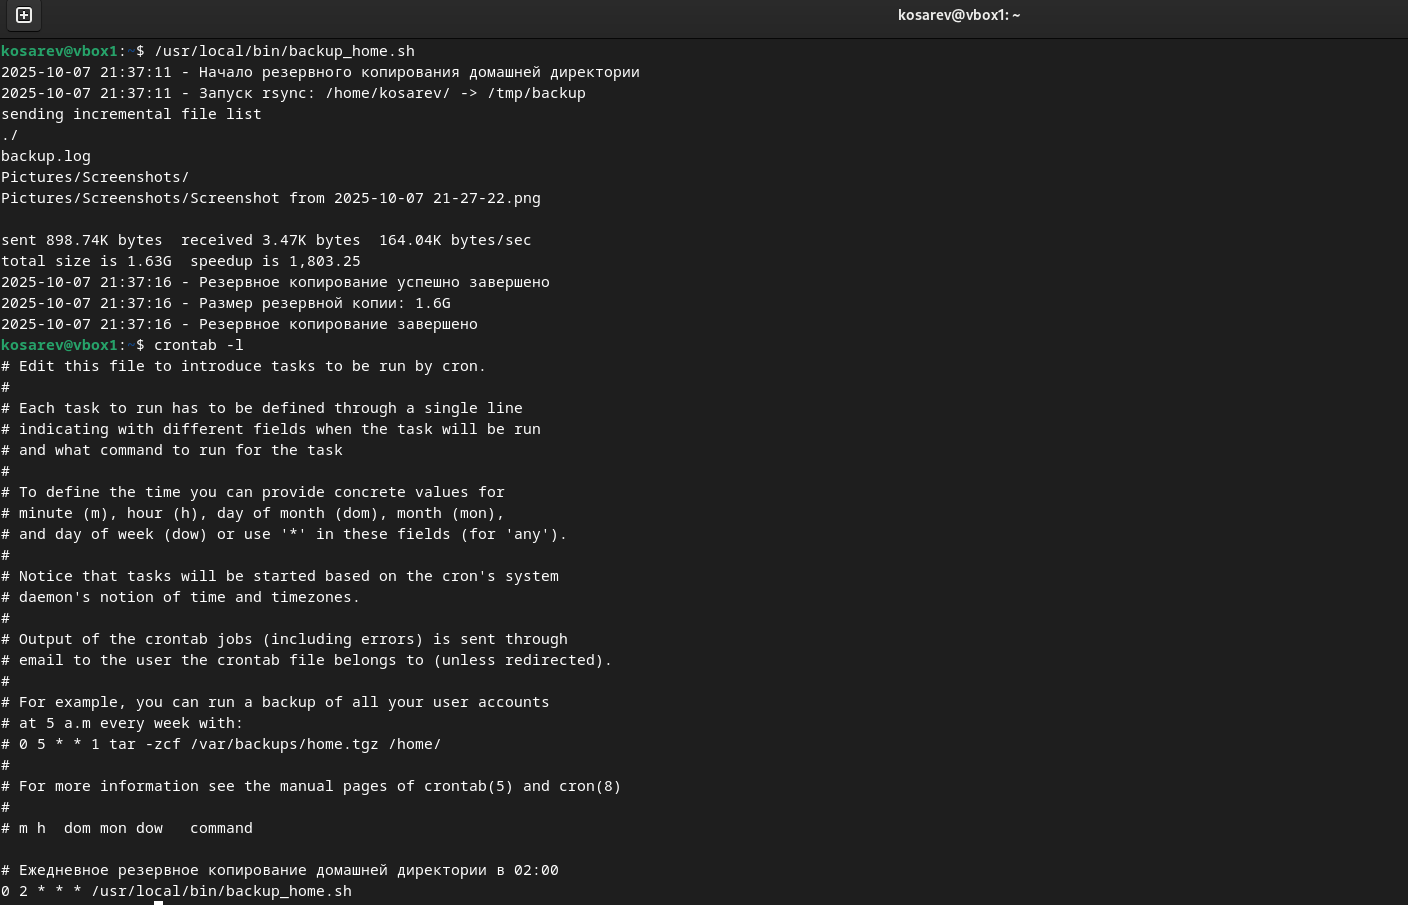 kosarev@vbox1: ~
kosarev@vbox1:~$ /usr/local/bin/backup_home.sh
2025-10-07 21:37:11 - Начало резервного копирования домашней директории
2025-10-07 21:37:11 - Запуск rsync: /home/kosarev/ -> /tmp/backup
sending incremental file list
./
backup.log
Pictures/Screenshots/
Pictures/Screenshots/Screenshot from 2025-10-07 21-27-22.png

sent 898.74K bytes  received 3.47K bytes  164.04K bytes/sec
total size is 1.63G  speedup is 1,803.25
2025-10-07 21:37:16 - Резервное копирование успешно завершено
2025-10-07 21:37:16 - Размер резервной копии: 1.6G
2025-10-07 21:37:16 - Резервное копирование завершено
kosarev@vbox1:~$ crontab -l
# Edit this file to introduce tasks to be run by cron.
#
# Each task to run has to be defined through a single line
# indicating with different fields when the task will be run
# and what command to run for the task
#
# To define the time you can provide concrete values for
# minute (m), hour (h), day of month (dom), month (mon),
# and day of week (dow) or use '*' in these fields (for 'any').
#
# Notice that tasks will be started based on the cron's system
# daemon's notion of time and timezones.
#
# Output of the crontab jobs (including errors) is sent through
# email to the user the crontab file belongs to (unless redirected).
#
# For example, you can run a backup of all your user accounts
# at 5 a.m every week with:
# 0 5 * * 1 tar -zcf /var/backups/home.tgz /home/
#
# For more information see the manual pages of crontab(5) and cron(8)
#
# m h  dom mon dow   command

# Ежедневное резервное копирование домашней директории в 02:00
0 2 * * * /usr/local/bin/backup_home.sh